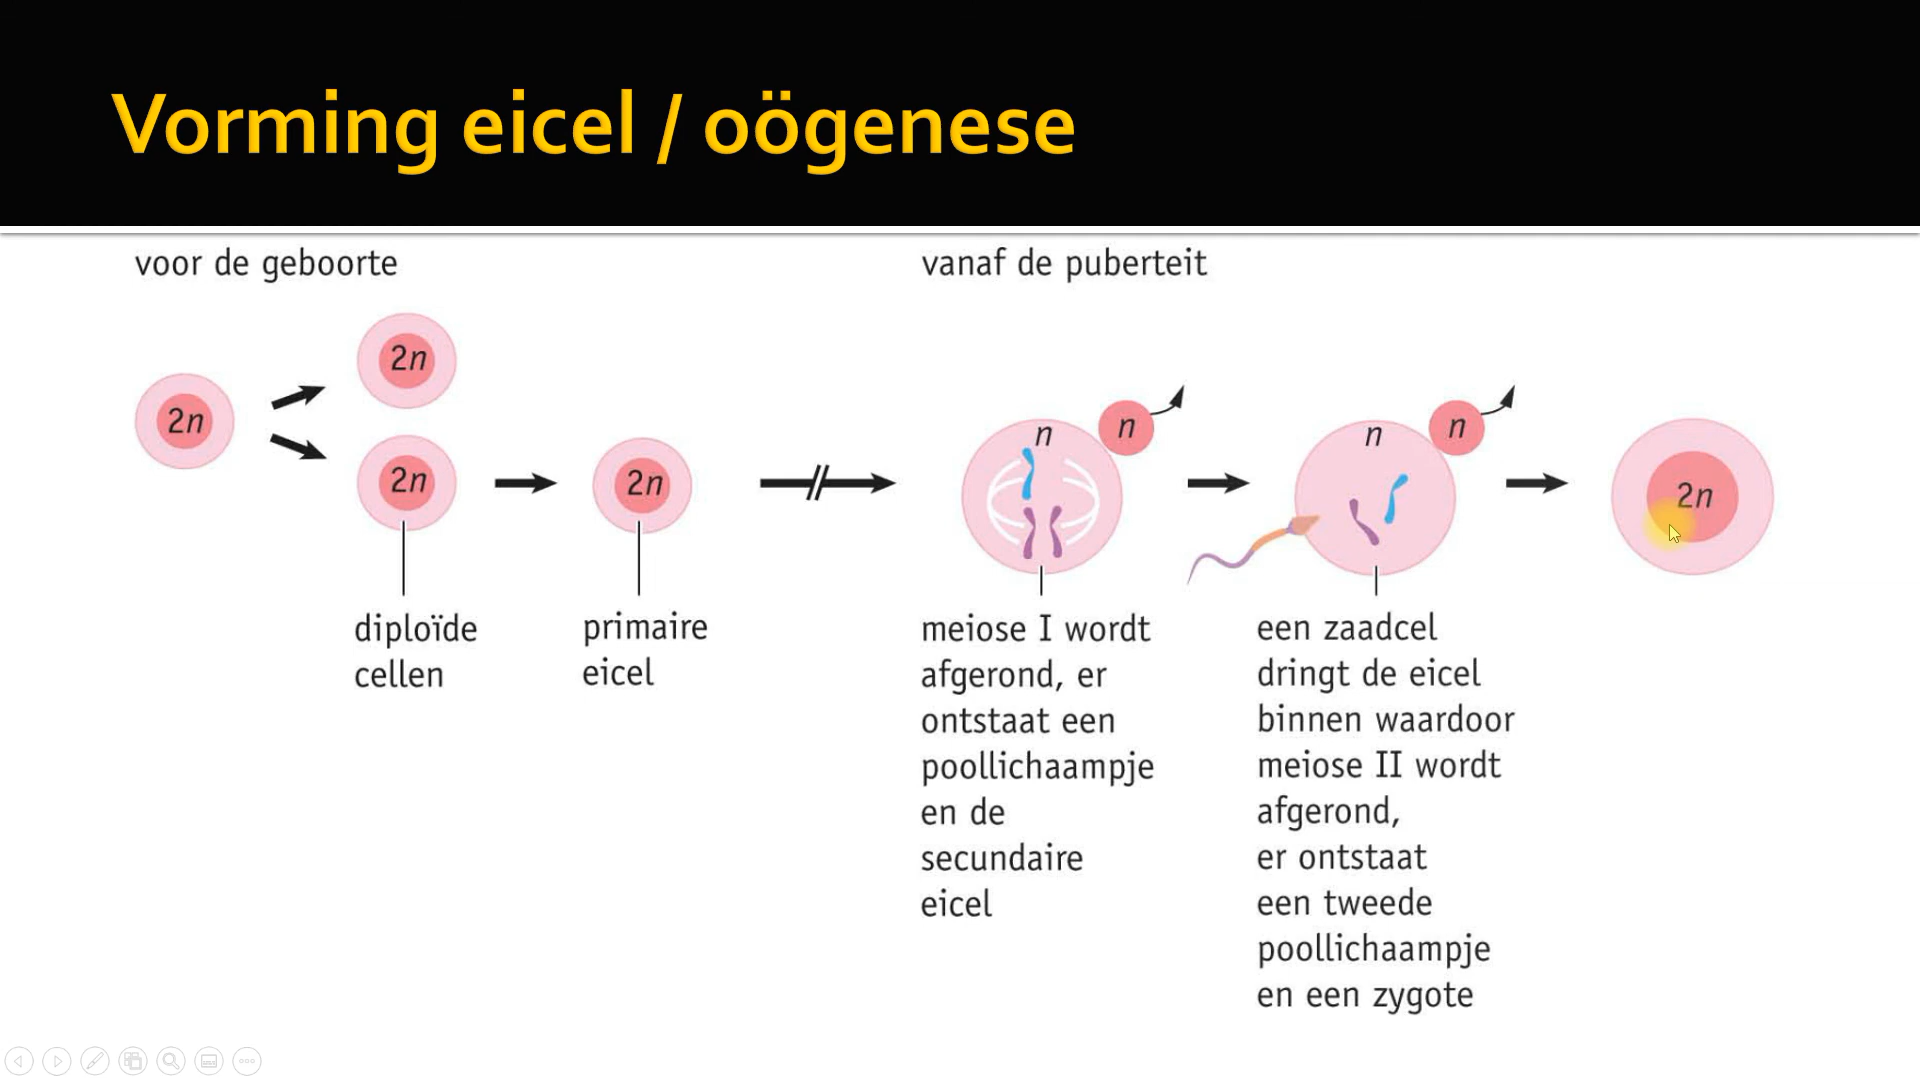 Vorming eicel / oögenese
voor de geboorte
vanaf de puberteit
2n
2n
2n
2n
n
n
n
n
2n
diploïde
cellen
primaire
eicel
meiose I wordt
afgerond, er
ontstaat een
poollichaampje
en de
secundaire
eicel
een zaadcel
dringt de eicel
binnen waardoor
meiose II wordt
afgerond,
er ontstaat
een tweede
poollichaampje
en een zygote